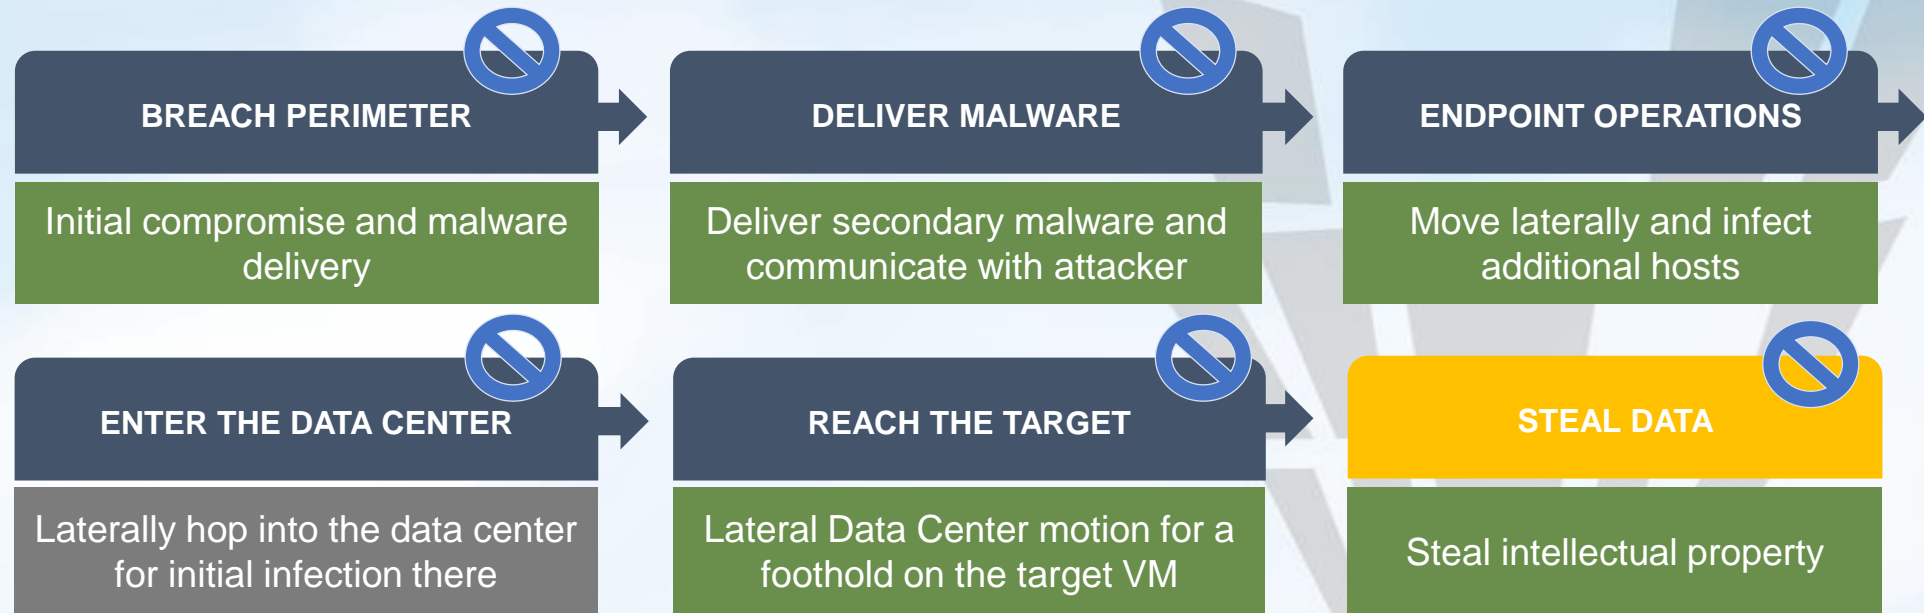 BREACH PERIMETER
Initial compromise and malware
delivery
DELIVER MALWARE
Deliver secondary malware and
communicate with attacker
ENDPOINT OPERATIONS
Move laterally and infect
additional hosts
ENTER THE DATA CENTER
Laterally hop into the data center
for initial infection there
REACH THE TARGET
Lateral Data Center motion for a
foothold on the target VM
STEAL DATA
Steal intellectual property